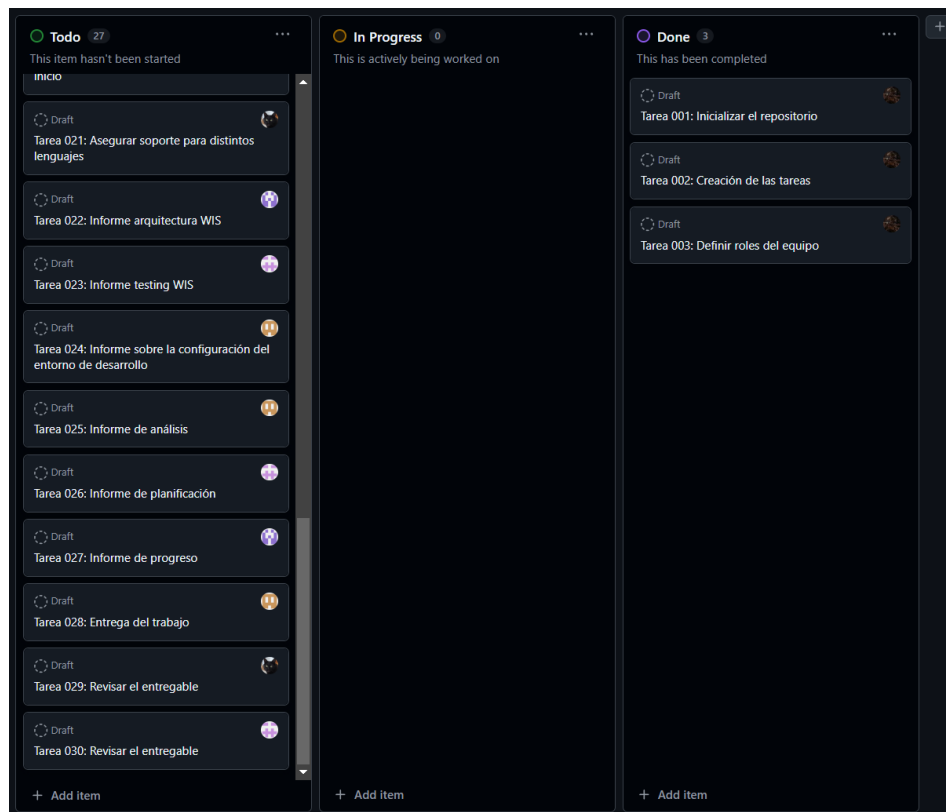 Todo 27
This item hasn't been started
inicio
Draft
Tarea 021: Asegurar soporte para distintos
lenguajes
Draft
Tarea 022: Informe arquitectura WIS
Draft
Tarea 023: Informe testing WIS
Draft
Tarea 024: Informe sobre la configuración del
entorno de desarrollo
Draft
Tarea 025: Informe de análisis
Draft
Tarea 026: Informe de planificación
Draft
Tarea 027: Informe de progreso
Draft
Tarea 028: Entrega del trabajo
Draft
Tarea 029: Revisar el entregable
Draft
Tarea 030: Revisar el entregable
+ Add item
In Progress 0
This is actively being worked on
+ Add item
Done 3
This has been completed
Draft
Tarea 001: Inicializar el repositorio
Draft
Tarea 002: Creación de las tareas
Draft
Tarea 003: Definir roles del equipo
+ Add item